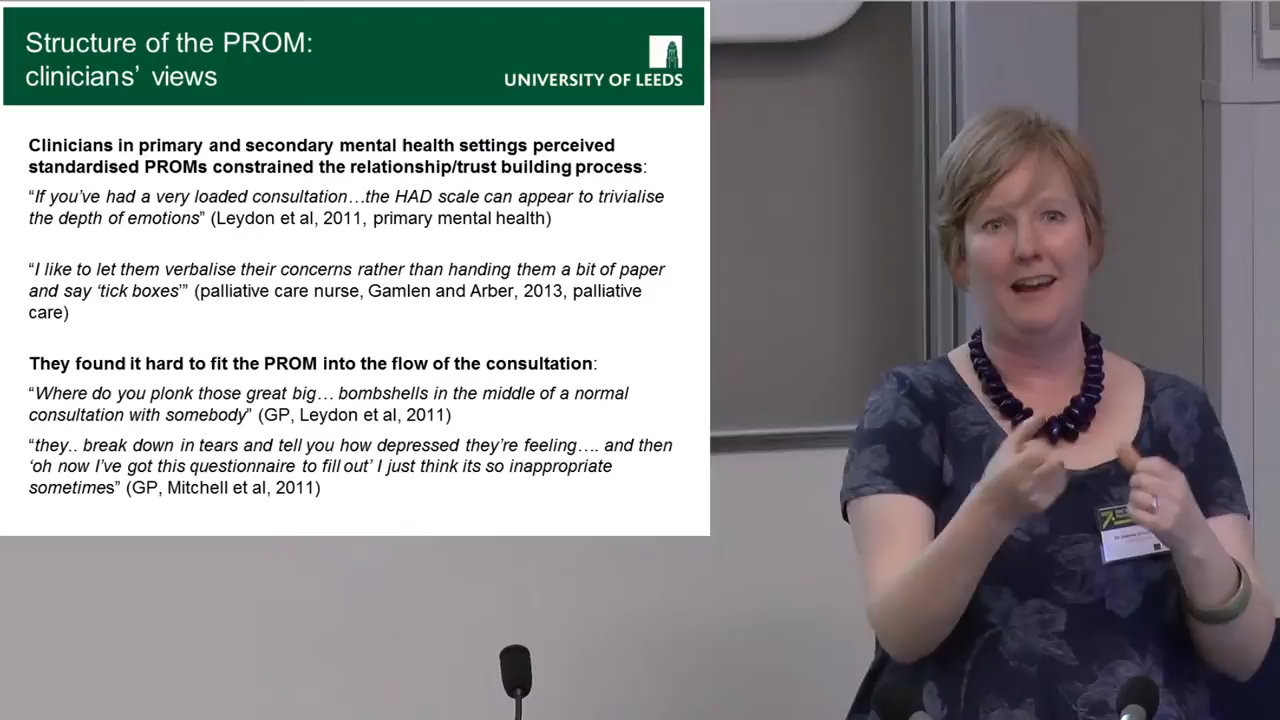 Structure of the PROM:
clinicians' views
UNIVERSITY OF LEEDS
Clinicians in primary and secondary mental health settings perceived
standardised PROMs constrained the relationship/trust building process:
“If you've had a very loaded consultation…the HAD scale can appear to trivialise
the depth of emotions” (Leydon et al, 2011, primary mental health)
“I like to let them verbalise their concerns rather than handing them a bit of paper
and say ‘tick boxes’” (palliative care nurse, Gamlen and Arber, 2013, palliative
care)
They found it hard to fit the PROM into the flow of the consultation:
“Where do you plonk those great big… bombshells in the middle of a normal
consultation with somebody” (GP, Leydon et al, 2011)
“they.. break down in tears and tell you how depressed they're feeling…. and then
‘oh now I've got this questionnaire to fill out’ I just think its so inappropriate
sometimes” (GP, Mitchell et al, 2011)